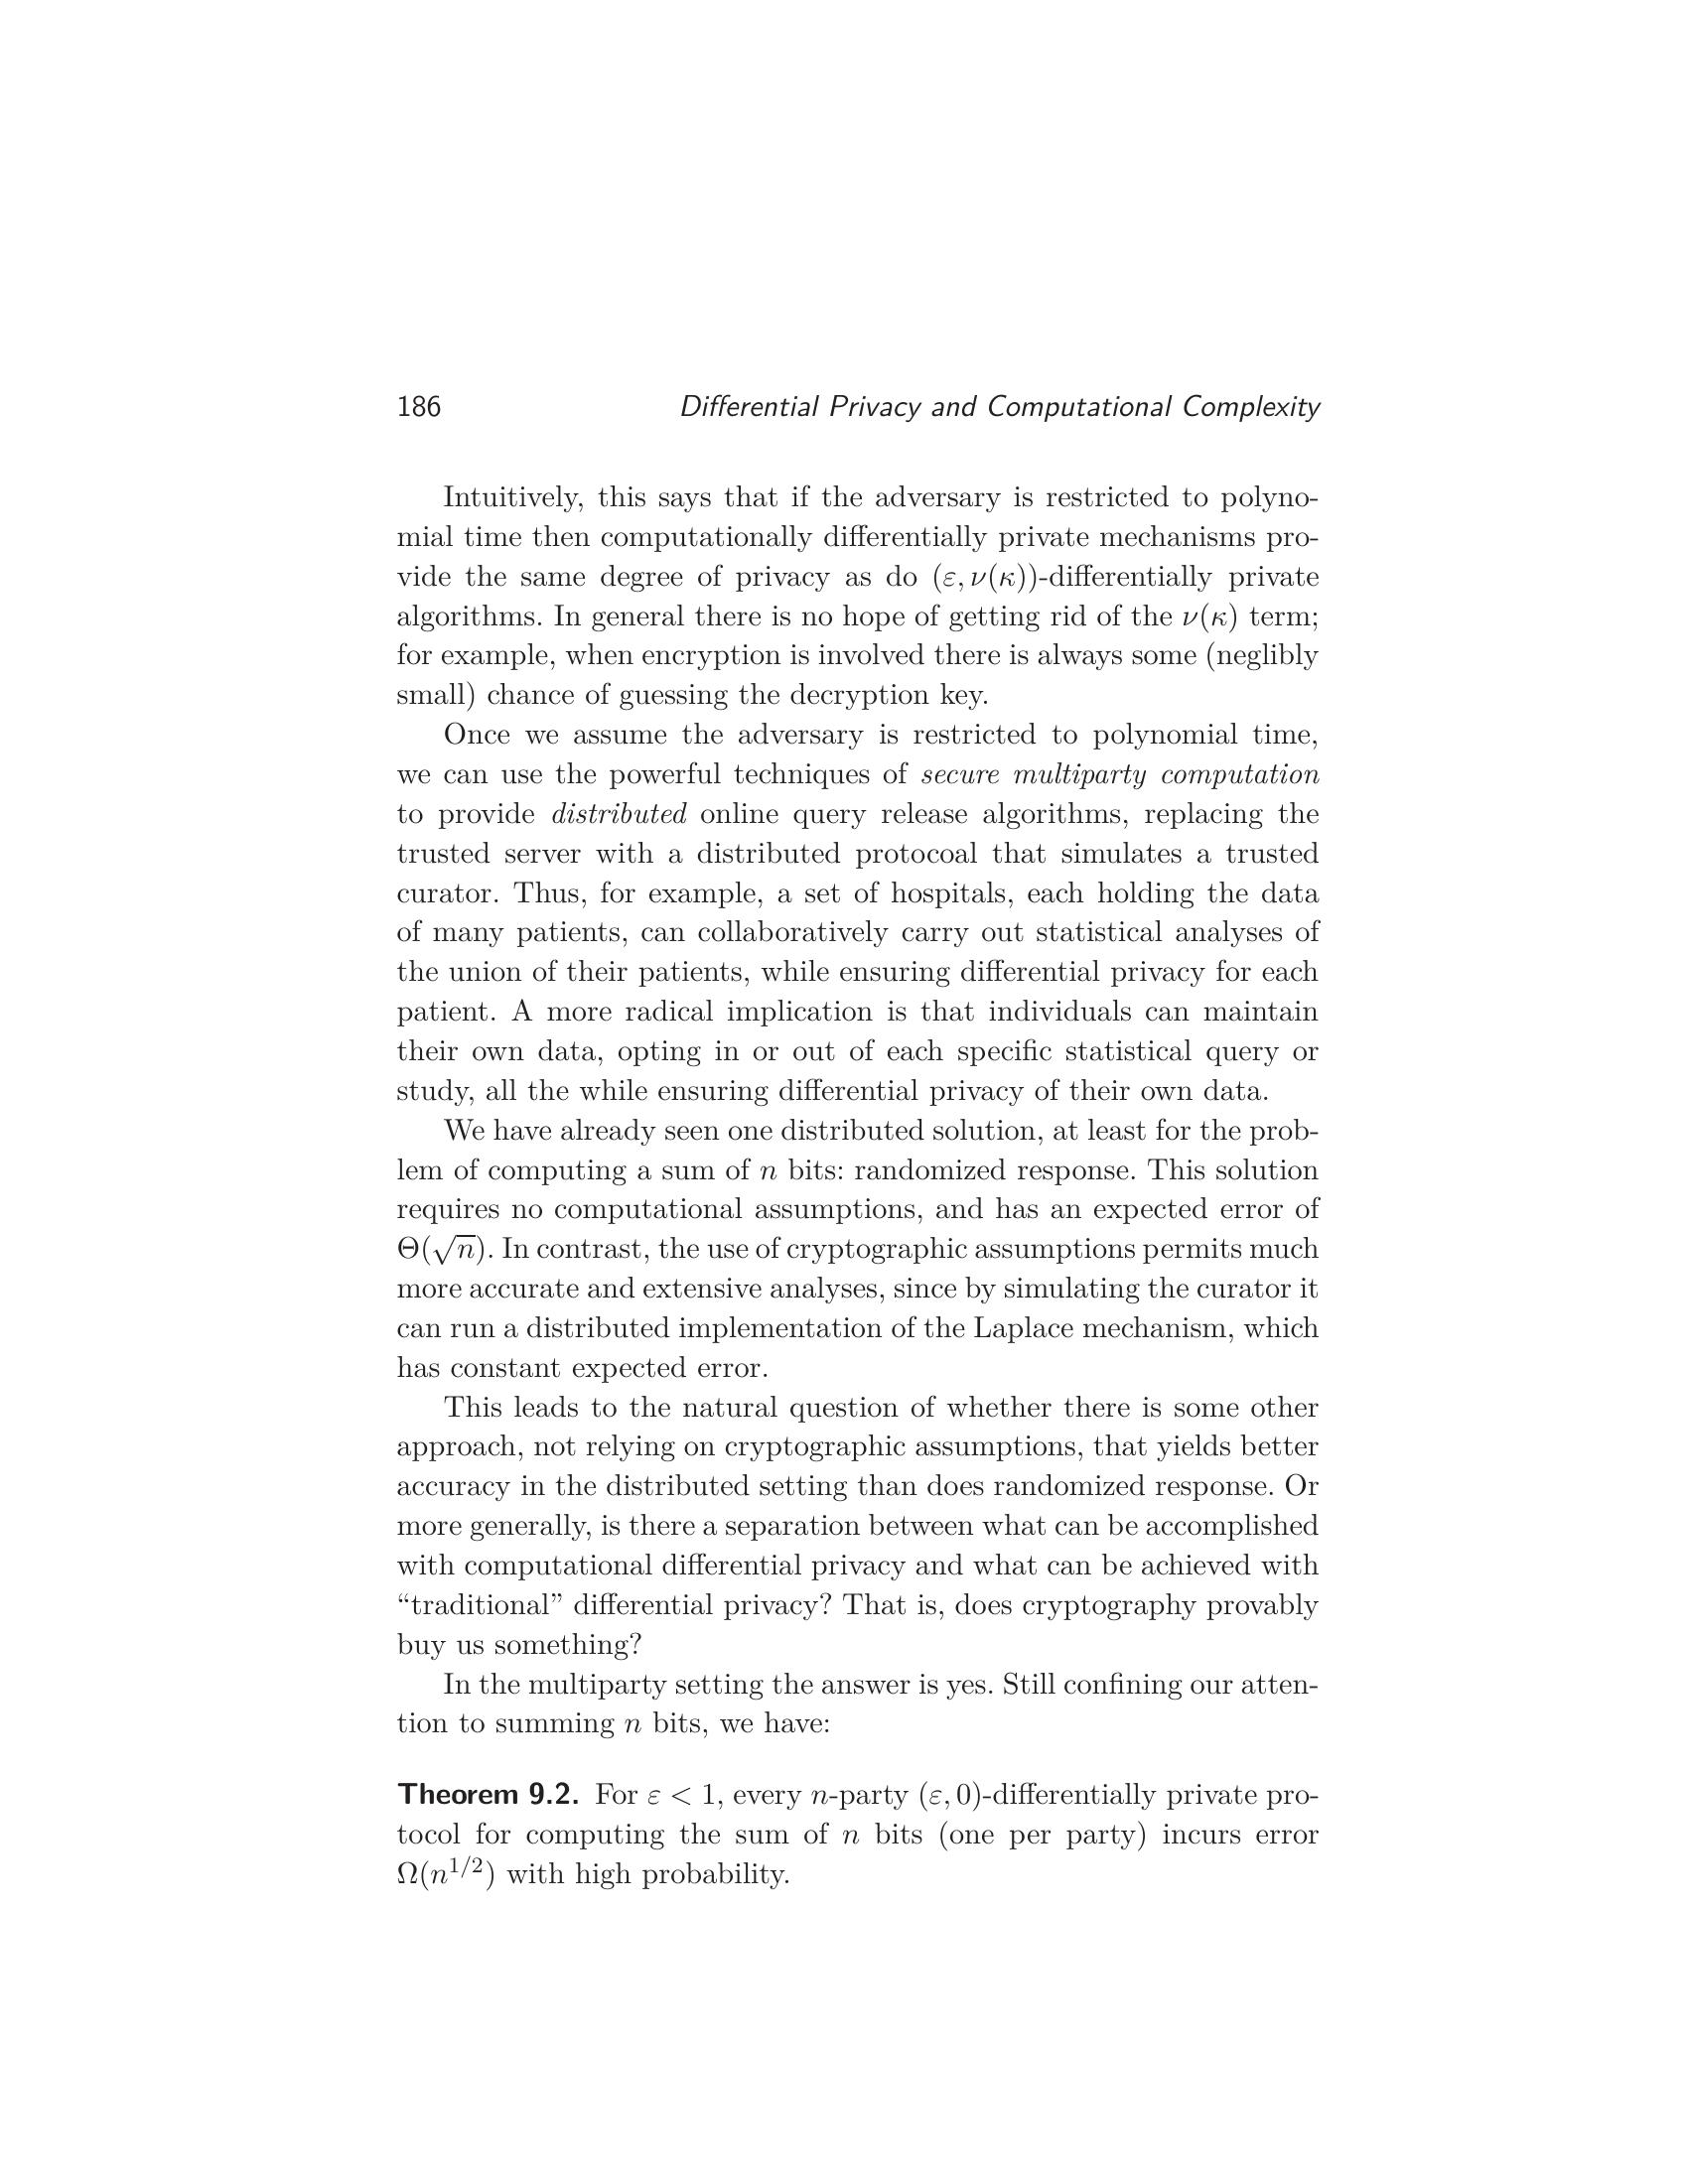 186 Differential Privacy and Computational Complexity
Intuitively, this says that if the adversary is restricted to polyno-
mial time then computationally differentially private mechanisms pro-
vide the same degree of privacy as do (ε, ν(κ))-differentially private
algorithms. In general there is no hope of getting rid of the ν(κ) term;
for example, when encryption is involved there is always some (neglibly
small) chance of guessing the decryption key.
Once we assume the adversary is restricted to polynomial time,
we can use the powerful techniques of secure multiparty computation
to provide distributed online query release algorithms, replacing the
trusted server with a distributed protocoal that simulates a trusted
curator. Thus, for example, a set of hospitals, each holding the data
of many patients, can collaboratively carry out statistical analyses of
the union of their patients, while ensuring differential privacy for each
patient. A more radical implication is that individuals can maintain
their own data, opting in or out of each specific statistical query or
study, all the while ensuring differential privacy of their own data.
We have already seen one distributed solution, at least for the prob-
lem of computing a sum of n bits: randomized response. This solution
requires no computational assumptions, and has an expected error of
Θ(√n). In contrast, the use of cryptographic assumptions permits much
more accurate and extensive analyses, since by simulating the curator it
can run a distributed implementation of the Laplace mechanism, which
has constant expected error.
This leads to the natural question of whether there is some other
approach, not relying on cryptographic assumptions, that yields better
accuracy in the distributed setting than does randomized response. Or
more generally, is there a separation between what can be accomplished
with computational differential privacy and what can be achieved with
“traditional” differential privacy? That is, does cryptography provably
buy us something?
In the multiparty setting the answer is yes. Still confining our atten-
tion to summing n bits, we have:
Theorem 9.2. For ε < 1, every n-party (ε, 0)-differentially private pro-
tocol for computing the sum of n bits (one per party) incurs error
Ω(n^{1/2}) with high probability.